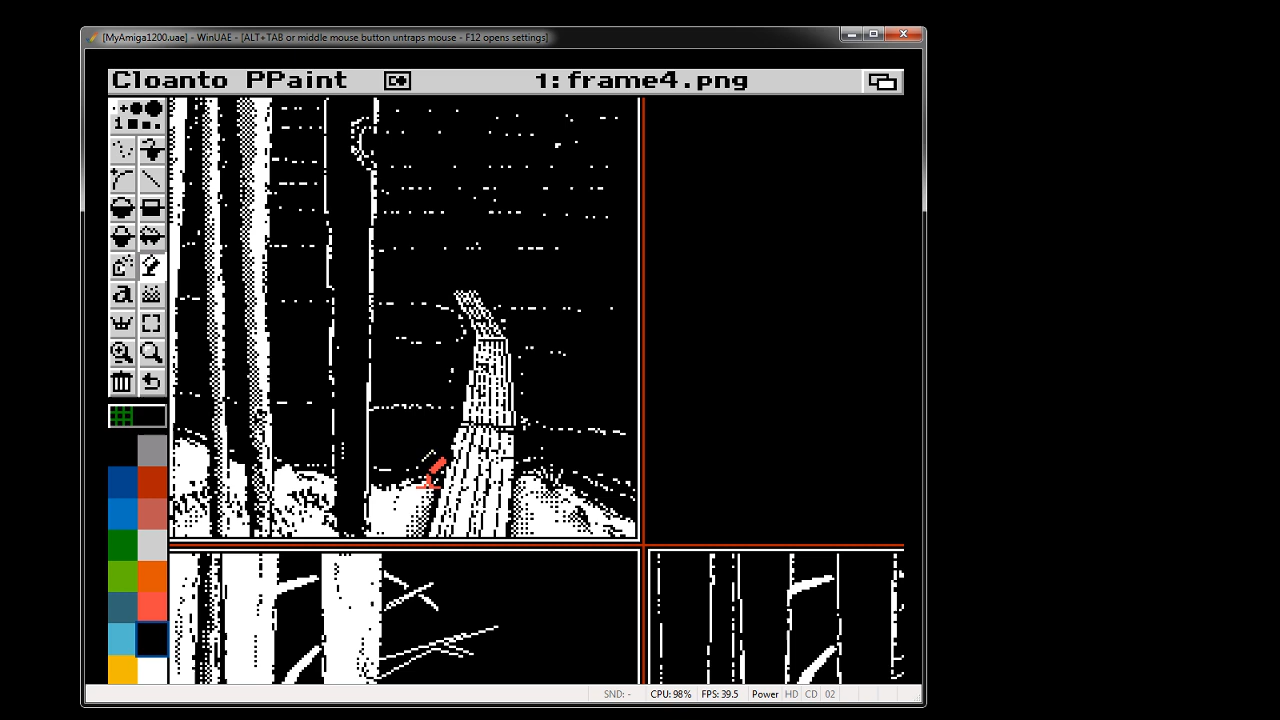 [MyAmiga1200.uae] - WinUAE - [ALT+TAB or middle mouse button untraps mouse - F12 opens settings]
Cloanto PPaint 1:frame4.png
1
a
SND: - CPU: 98% FPS: 39.5 Power HD CD 02